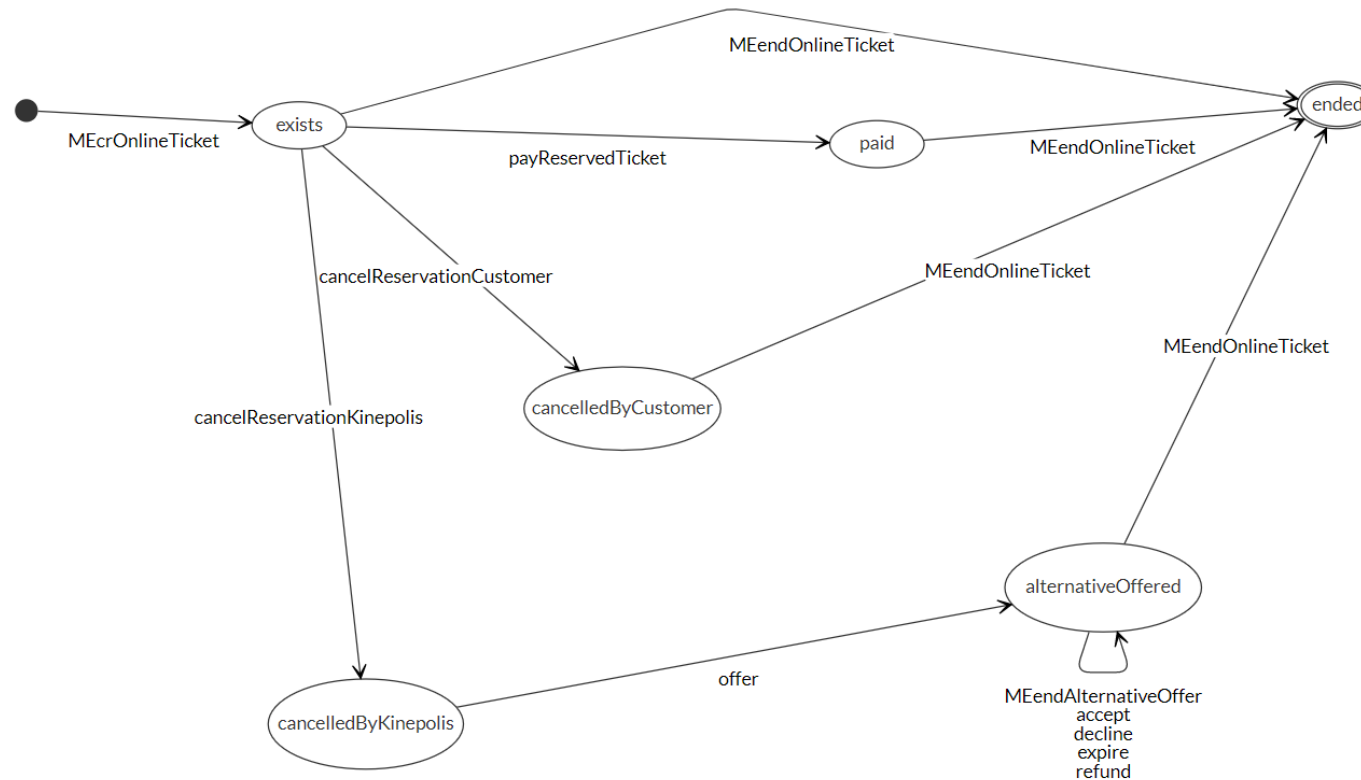 MEendOnlineTicket
ended
MEcrOnlineTicket
exists
payReservedTicket
paid
MEendOnlineTicket
cancelReservationCustomer
MEendOnlineTicket
MEendOnlineTicket
cancelledByCustomer
cancelReservationKinepolis
alternativeOffered
offer
MEendAlternativeOffer
accept
decline
expire
refund
cancelledByKinepolis